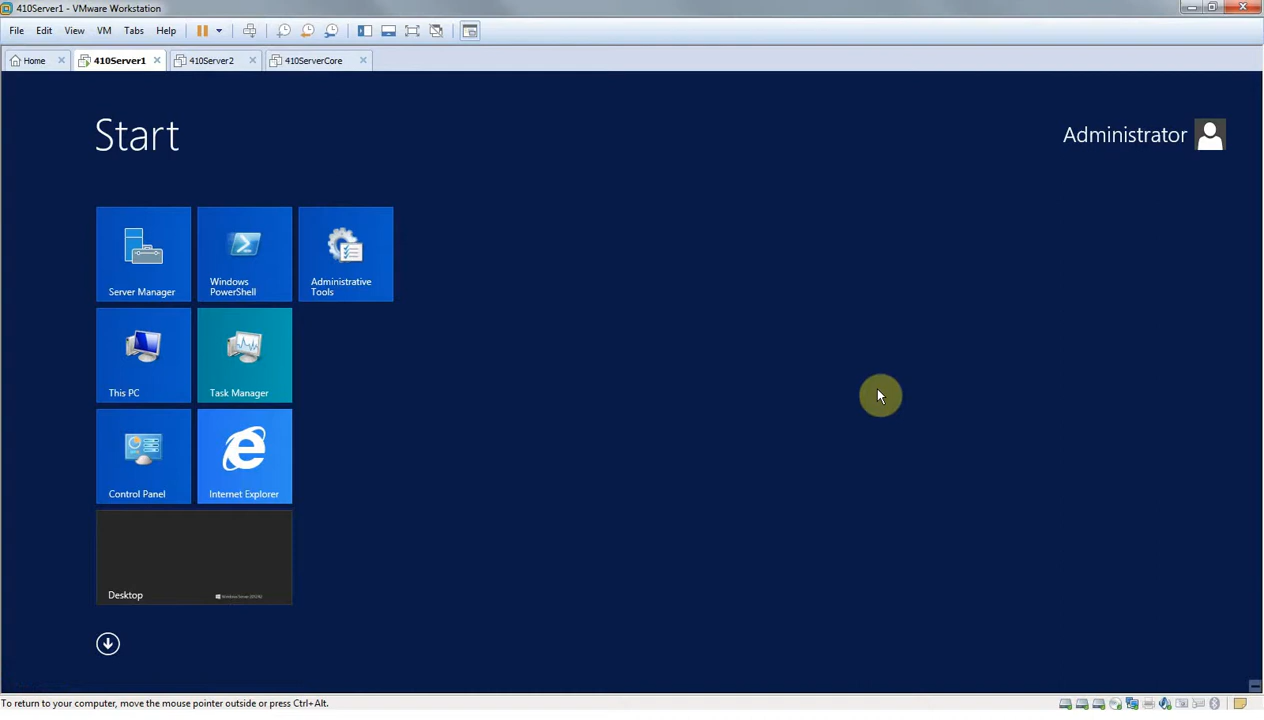 410Server1 - VMware Workstation
File Edit View VM Tabs Help
Home 410Server1 410Server2 410ServerCore
Start
Administrator
Server Manager
Windows PowerShell
Administrative Tools
This PC
Task Manager
Control Panel
Internet Explorer
Desktop
To return to your computer, move the mouse pointer outside or press Ctrl+Alt.